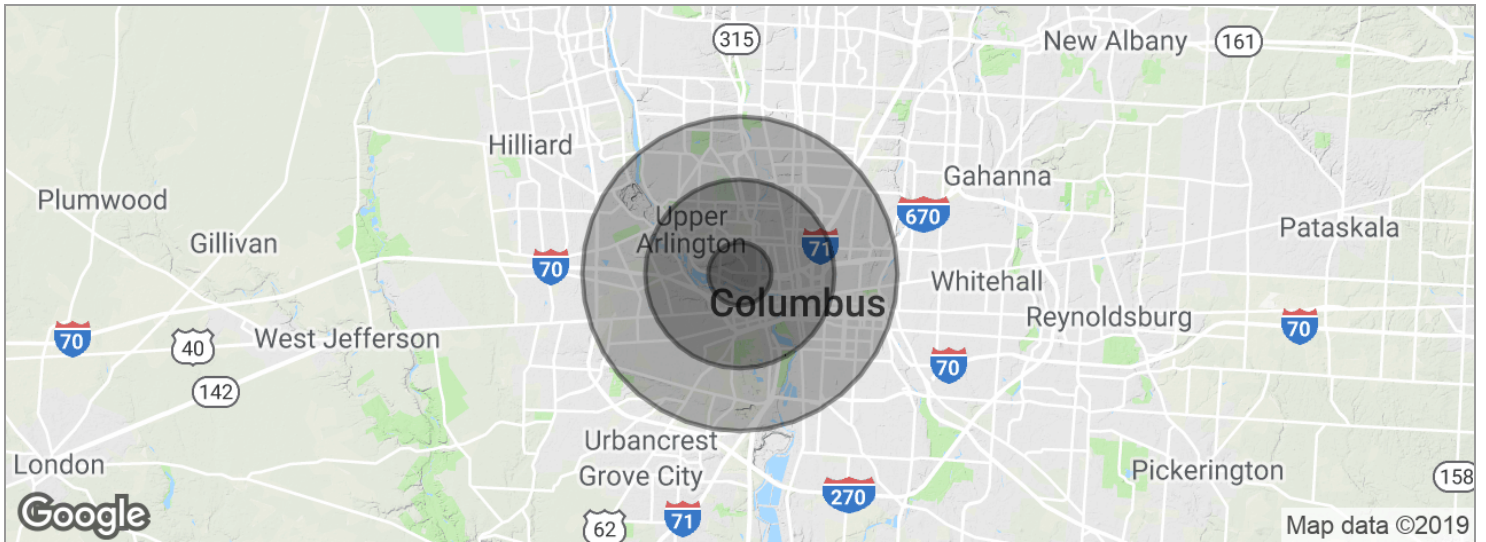 315
New Albany
161
Hilliard
Gahanna
Plumwood
670
Upper
Arlington
Pataskala
Gillivan
71
70
Whitehall
Columbus
Reynoldsburg
70
70
40
West Jefferson
70
142
Urbancrest
London
Grove City
Pickerington
158
270
Google
71
62
Map data ©2019